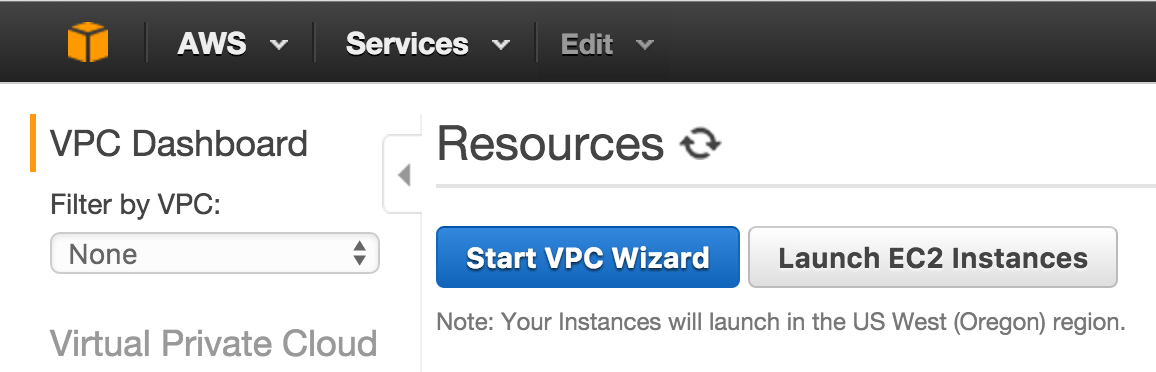 AWS Services Edit
VPC Dashboard
Filter by VPC:
None
Virtual Private Cloud
Resources
Start VPC Wizard Launch EC2 Instances
Note: Your Instances will launch in the US West (Oregon) region.